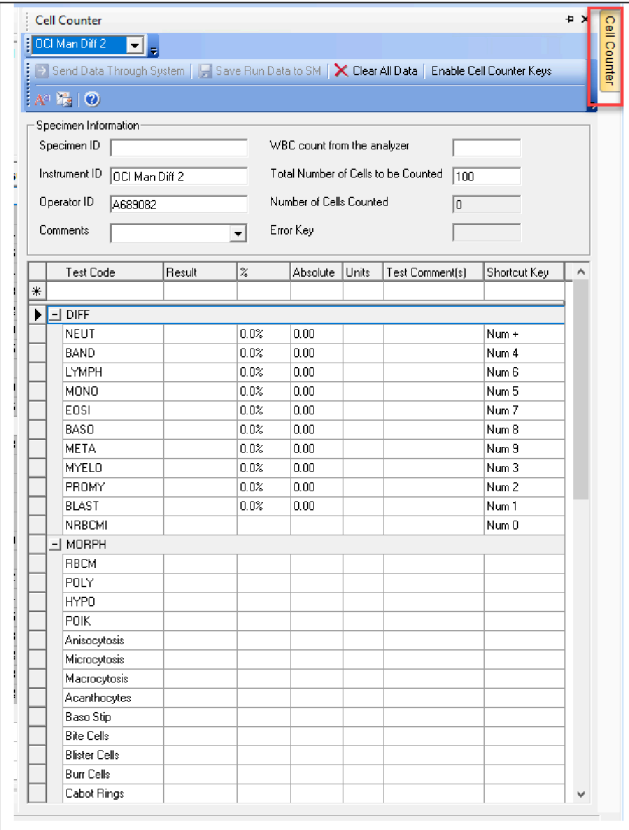 Cell Counter
Cell Counter
OCI Man Diff 2
Send Data Through System Save Run Data to SM Clear All Data Enable Cell Counter Keys
Specimen Information
Specimen ID WBC count from the analyzer
Instrument ID OCI Man Diff 2 Total Number of Cells to be Counted 100
Operator ID A689082 Number of Cells Counted 0
Comments Error Key
Test Code Result % Absolute Units Test Comment(s) Shortcut Key
DIFF
NEUT 0.0% 0.00 Num +
BAND 0.0% 0.00 Num 4
LYMPH 0.0% 0.00 Num 6
MONO 0.0% 0.00 Num 5
EOSI 0.0% 0.00 Num 7
BASO 0.0% 0.00 Num 8
META 0.0% 0.00 Num 9
MYELO 0.0% 0.00 Num 3
PROMY 0.0% 0.00 Num 2
BLAST 0.0% 0.00 Num 1
NRBCMI Num 0
MORPH
RBCM
POLY
HYPO
POIK
Anisocytosis
Microcytosis
Macrocytosis
Acanthocytes
Baso Stip
Bite Cells
Blister Cells
Burr Cells
Cabot Rings